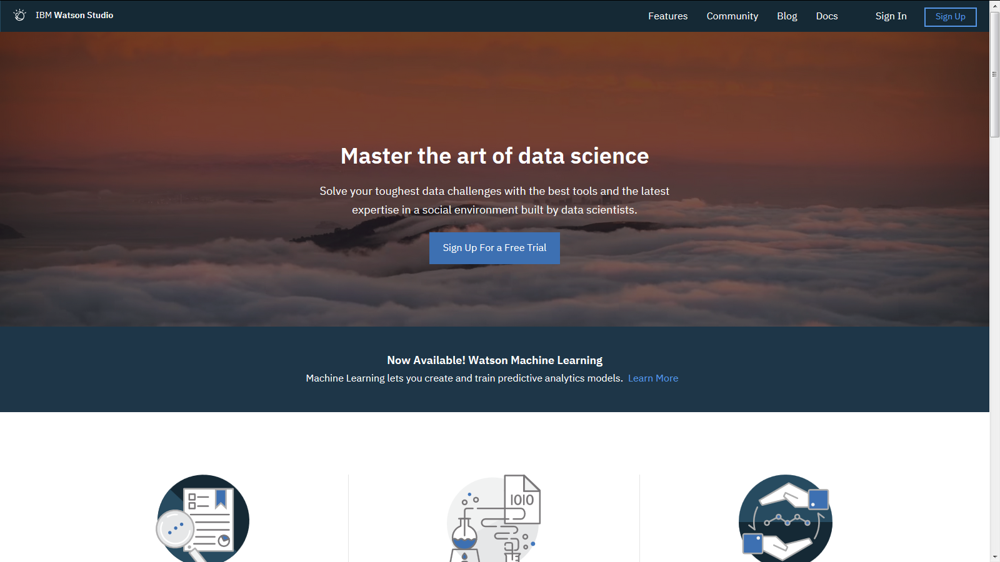 IBM Watson Studio
Features Community Blog Docs Sign In Sign Up
Master the art of data science
Solve your toughest data challenges with the best tools and the latest
expertise in a social environment built by data scientists.
Sign Up For a Free Trial
Now Available! Watson Machine Learning
Machine Learning lets you create and train predictive analytics models. Learn More
1010